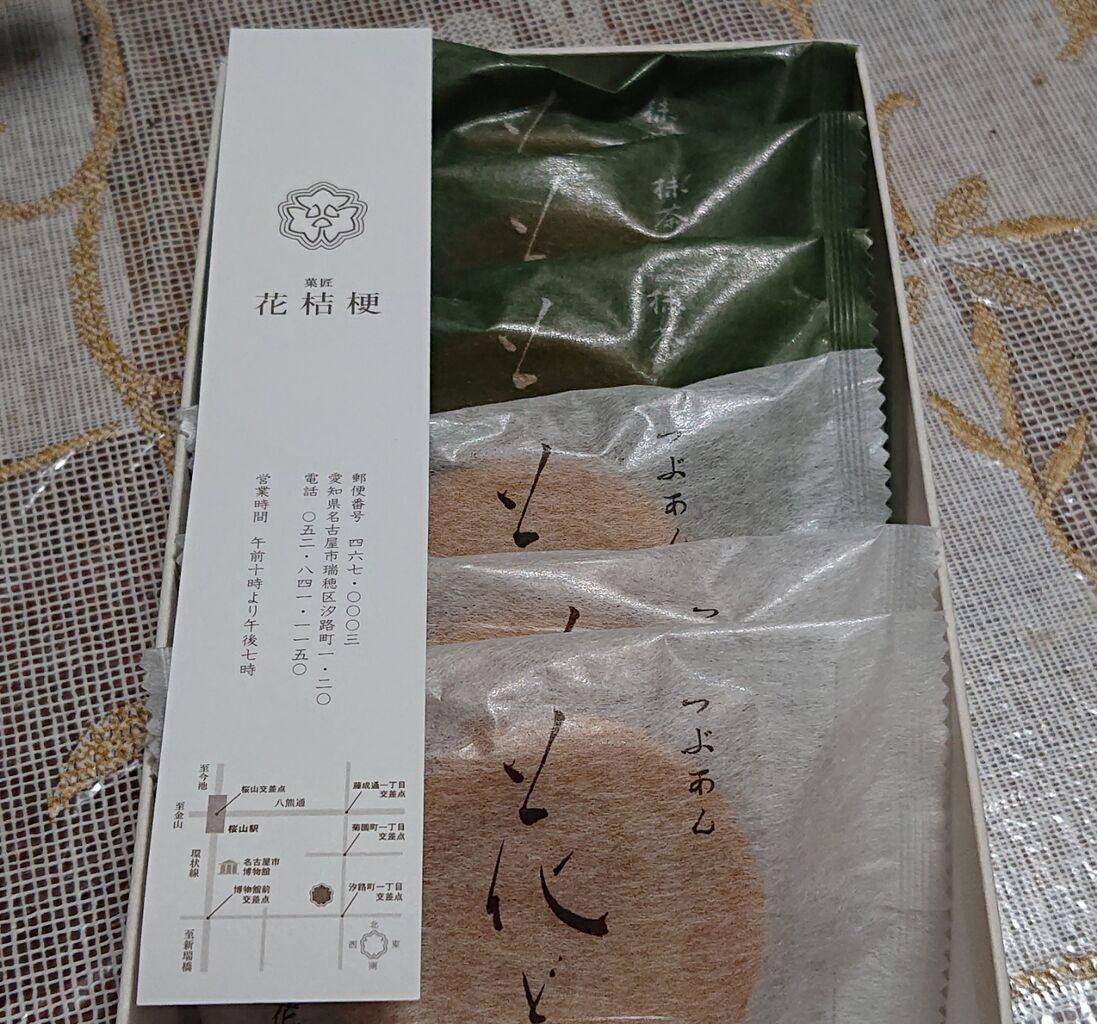 菓匠
花桔梗
郵便番号 四六七・〇〇〇三
愛知県名古屋市瑞穂区汐路町一・二〇
電話 〇五二・八四一・一一五〇
営業時間 午前十時より午後七時
至今池
桜山交差点
藤成通一丁目
交差点
至金山
八熊通
桜山駅
菊園町一丁目
交差点
環状線
名古屋市
博物館
博物館前
交差点
汐路町一丁目
交差点
至新瑞橋
北
西
東
南
抹茶
抹茶
抹茶
つぶあん
つ
つぶあん